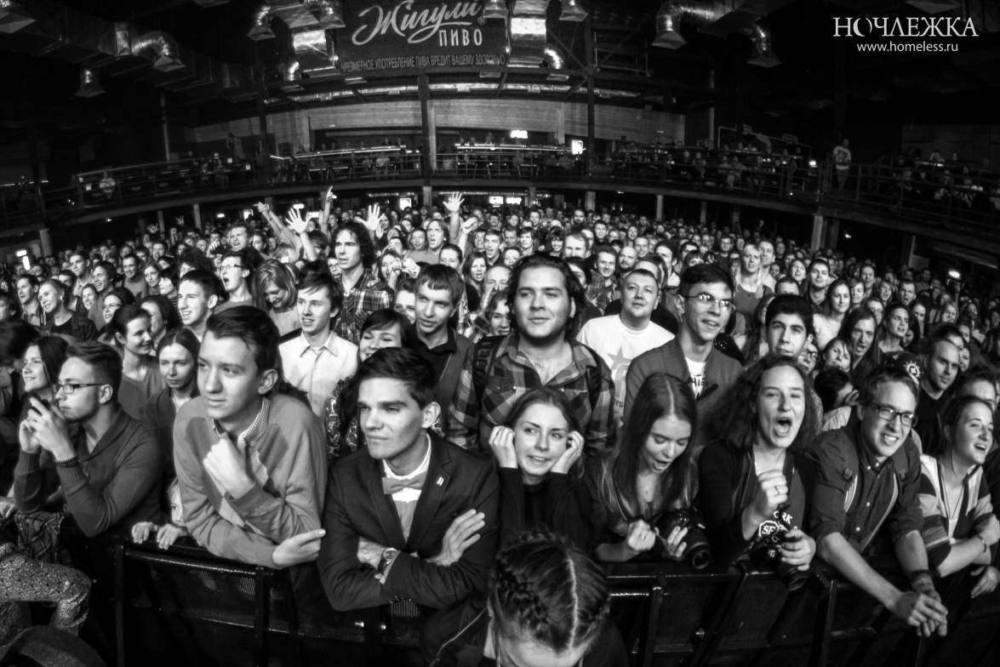 Жигули®
ПИВО
ЧРЕЗМЕРНОЕ УПОТРЕБЛЕНИЕ ПИВА ВРЕДИТ ВАШЕМУ ЗДОРОВЬЮ
НОЧЛЕЖКА
www.homeless.ru